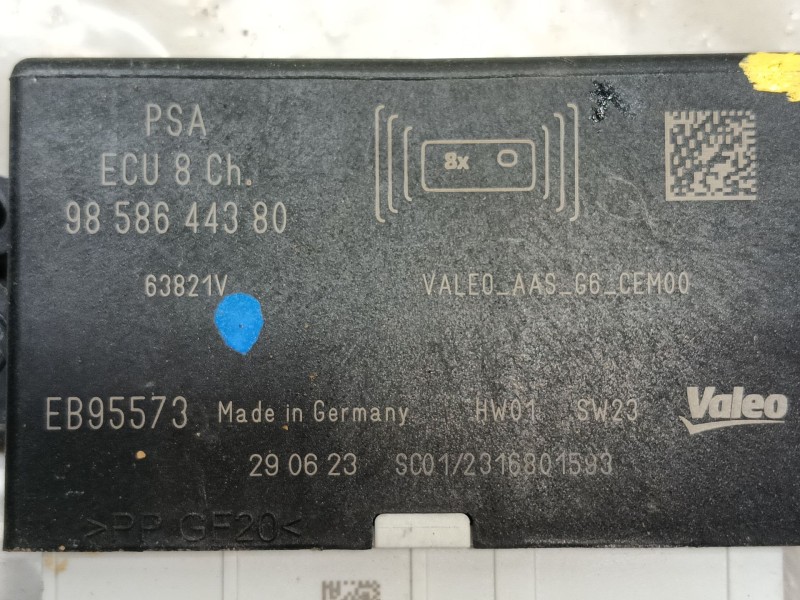 PSA
ECU 8 Ch.
98 586 443 80
8x O
63821V
VALEO_AAS_G6_CEM00
EB95573 Made in Germany HW01 SW23 Valeo
29 06 23 SC01/2316801593
>PP GF20<